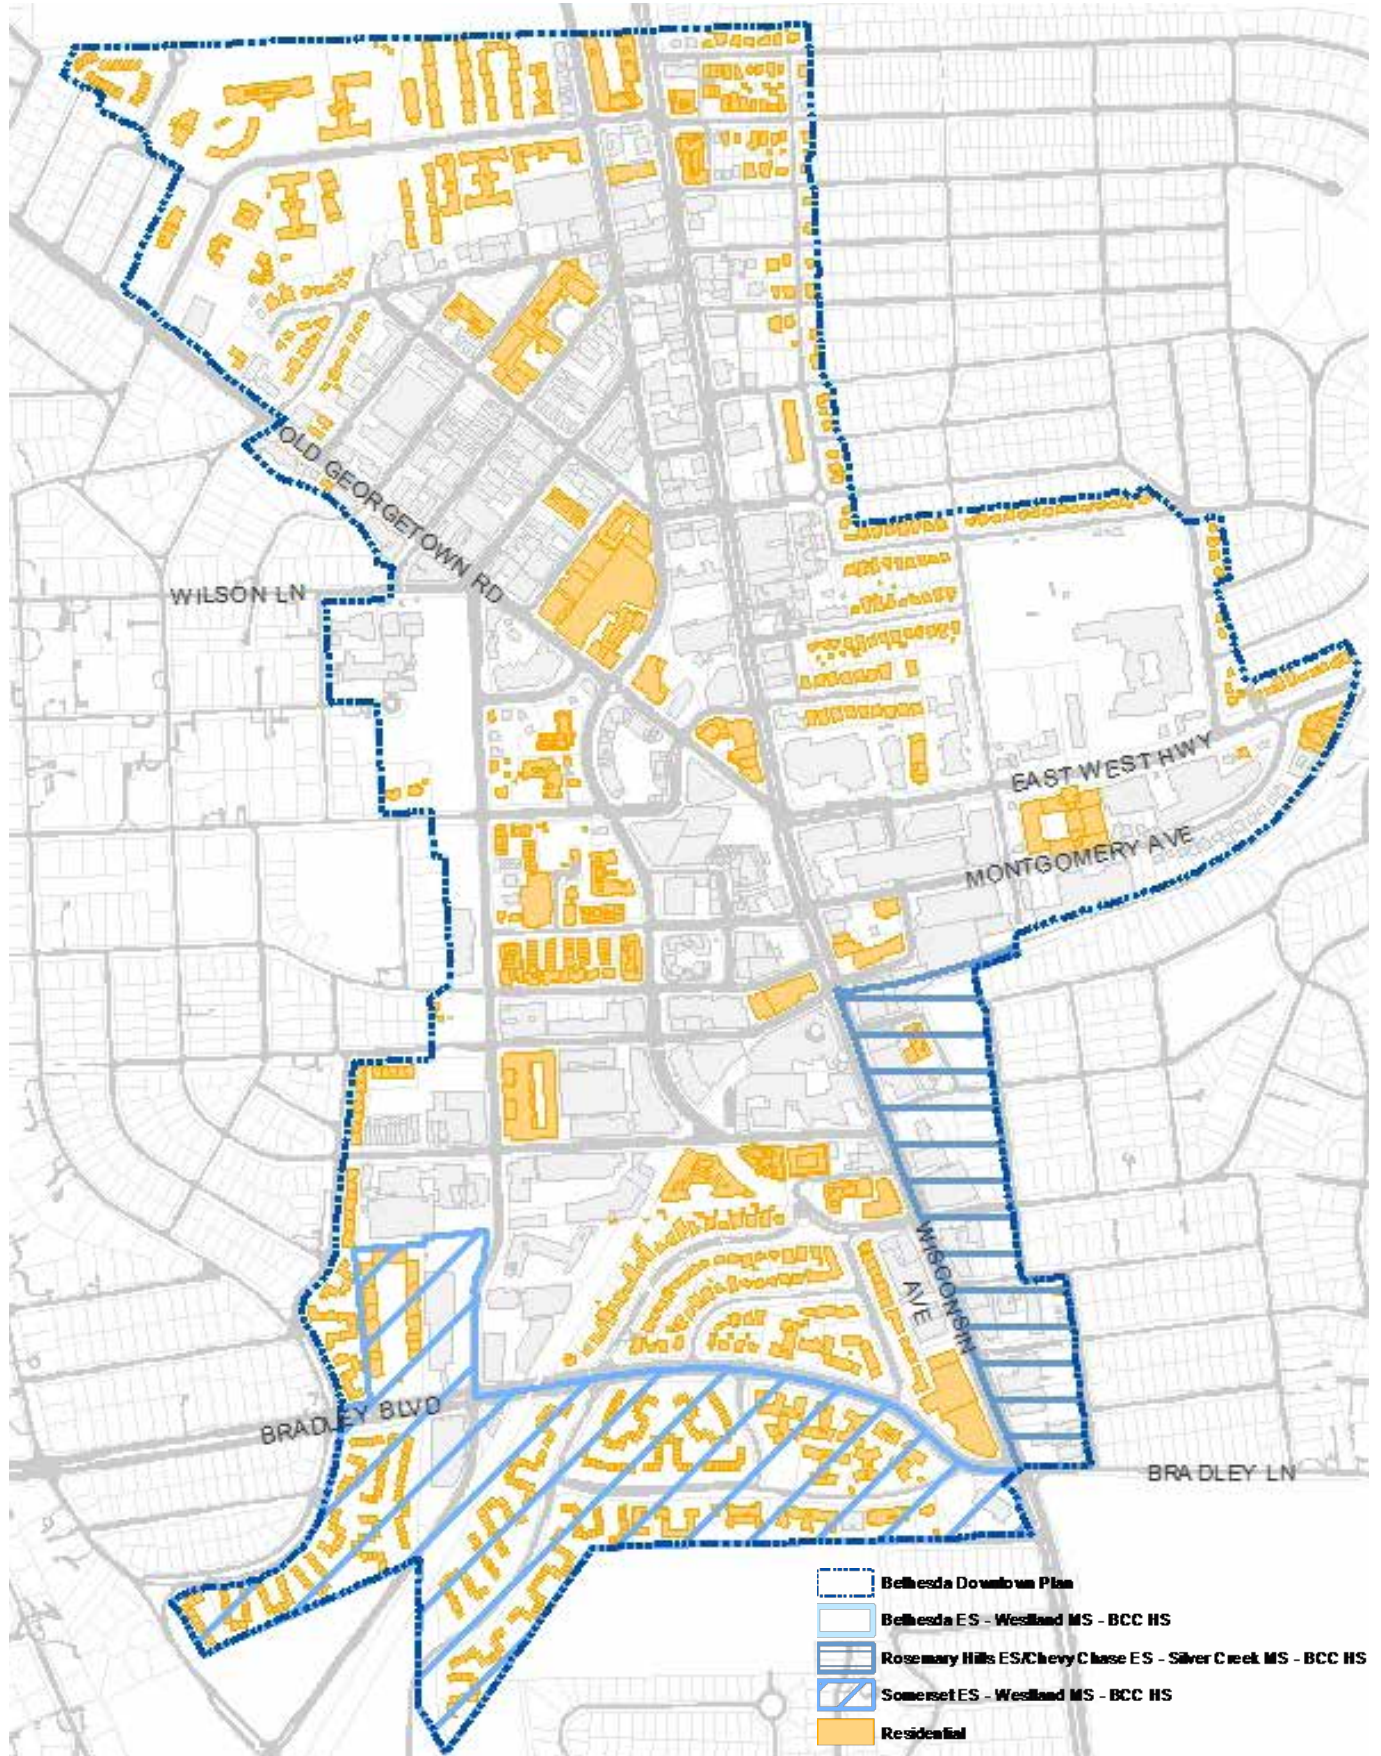 OLD GEORGETOWN RD
WILSON LN
EAST WEST HWY
MONTGOMERY AVE
WISCONSIN
AVE
BRADLEY BLVD
BRADLEY LN
Bethesda Downtown Plan
Bethesda ES - Westland MS - BCC HS
Rosemary Hills ES/Chevy Chase ES - Silver Creek MS - BCC HS
Somerset ES - Westland MS - BCC HS
Residential